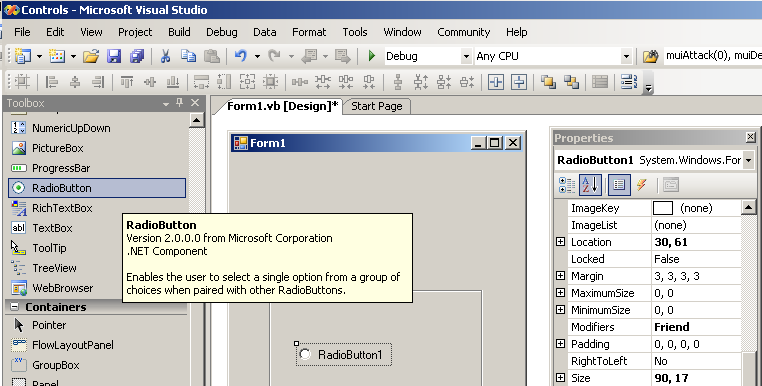 Controls - Microsoft Visual Studio
File Edit View Project Build Debug Data Format Tools Window Community Help
Debug Any CPU muiAttack(0), muiDe
Toolbox
NumericUpDown
PictureBox
ProgressBar
RadioButton
RichTextBox
abl TextBox
ToolTip
TreeView
WebBrowser
Containers
Pointer
FlowLayoutPanel
GroupBox
Panel
Form1.vb [Design]* Start Page
Form1
RadioButton
Version 2.0.0.0 from Microsoft Corporation
.NET Component
Enables the user to select a single option from a group of
choices when paired with other RadioButtons.
RadioButton1
Properties
RadioButton1 System.Windows.For
ImageKey (none)
ImageList (none)
Location 30, 61
Locked False
Margin 3, 3, 3, 3
MaximumSize 0, 0
MinimumSize 0, 0
Modifiers Friend
Padding 0, 0, 0, 0
RightToLeft No
Size 90, 17